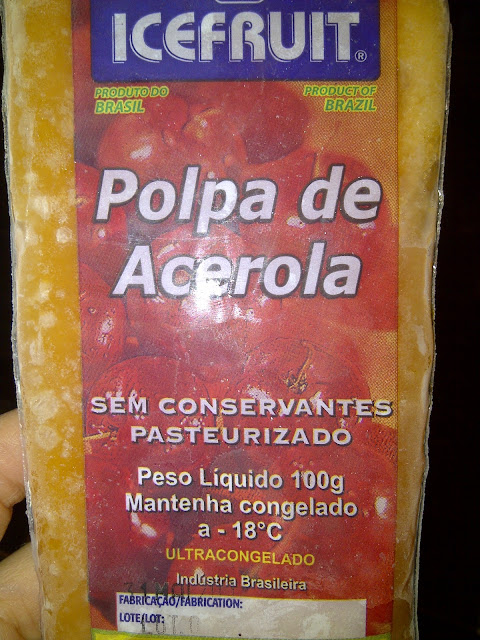 ICEFRUIT®
PRODUTO DO
BRASIL
PRODUCT OF
BRAZIL
Polpa de
Acerola
SEM CONSERVANTES
PASTEURIZADO
Peso Líquido 100g
Mantenha congelado
a - 18°C
ULTRACONGELADO
Indústria Brasileira
FABRICAÇÃO/FABRICATION:
LOTE/LOT: